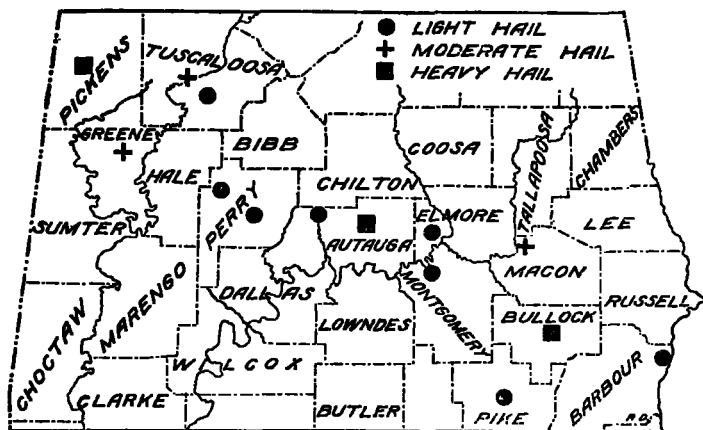 LIGHT HAIL
MODERATE HAIL
HEAVY HAIL
TUSCALOOSA
PICKENS
GREENE
BIBB
COOSA
TALLAPOOSA
CHAMBERS
HALE
PERRY
CHILTON
ELMORE
LEE
SUMTER
AUTAUGA
MACON
MARENGO
DALLAS
MONTGOMERY
RUSSELL
CHOCTAW
LOWNDES
BULLOCK
W LCOX
BARBOUR
CLARKE
BUTLER
PIKE